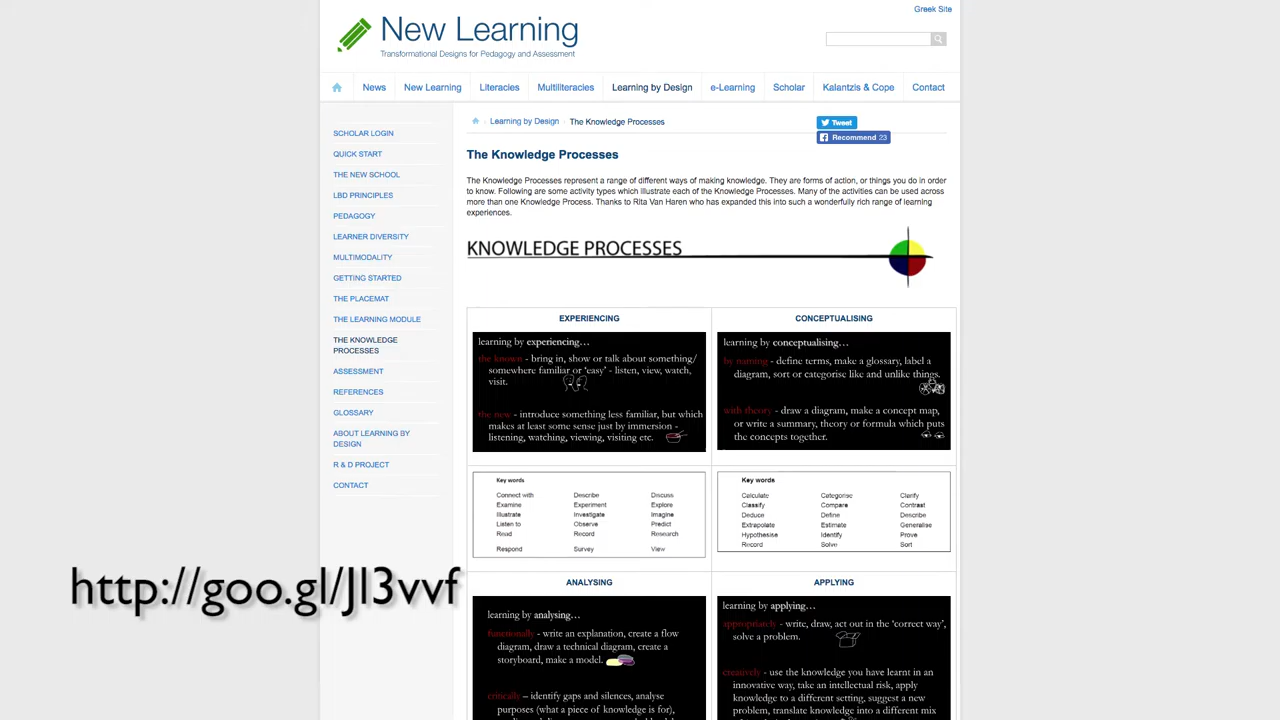 Greek Site
New Learning
Transformational Designs for Pedagogy and Assessment
News
New Learning
Literacies
Multiliteracies
Learning by Design
e-Learning
Scholar
Kalantzis & Cope
Contact
SCHOLAR LOGIN
QUICK START
THE NEW SCHOOL
LBD PRINCIPLES
PEDAGOGY
LEARNER DIVERSITY
MULTIMODALITY
GETTING STARTED
THE PLACEMAT
THE LEARNING MODULE
THE KNOWLEDGE
PROCESSES
ASSESSMENT
REFERENCES
GLOSSARY
ABOUT LEARNING BY
DESIGN
R & D PROJECT
CONTACT
Learning by Design
The Knowledge Processes
Tweet
Recommend 23
The Knowledge Processes
The Knowledge Processes represent a range of different ways of making knowledge. They are forms of action, or things you do in order
to know. Following are some activity types which illustrate each of the Knowledge Processes. Many of the activities can be used across
more than one Knowledge Process. Thanks to Rita Van Haren who has expanded this into such a wonderfully rich range of learning
experiences.
KNOWLEDGE PROCESSES
EXPERIENCING
learning by experiencing…
the known - bring in, show or talk about something/
somewhere familiar or 'easy' - listen, view, watch,
visit.
the new - introduce something less familiar, but which
makes at least some sense just by immersion -
listening, watching, viewing, visiting etc.
CONCEPTUALISING
learning by conceptualising…
by naming - define terms, make a glossary, label a
diagram, sort or categorise like and unlike things.
with theory - draw a diagram, make a concept map,
or write a summary, theory or formula which puts
the concepts together.
Key words
Connect with Describe Discuss
Examine Experiment Explore
Illustrate Investigate Imagine
Listen to Observe Predict
Read Record Research
Respond Survey View
Key words
Calculate Categorise Clarify
Classify Compare Contrast
Deduce Define Describe
Extrapolate Estimate Generalise
Hypothesise Identify Prove
Record Solve Sort
http://goo.gl/Jl3vvf
ANALYSING
learning by analysing…
functionally - write an explanation, create a flow
diagram, draw a technical diagram, create a
storyboard, make a model.
critically – identify gaps and silences, analyse
purposes (what a piece of knowledge is for),
APPLYING
learning by applying…
appropriately - write, draw, act out in the 'correct way',
solve a problem.
creatively - use the knowledge you have learnt in an
innovative way, take an intellectual risk, apply
knowledge to a different setting, suggest a new
problem, translate knowledge into a different mix